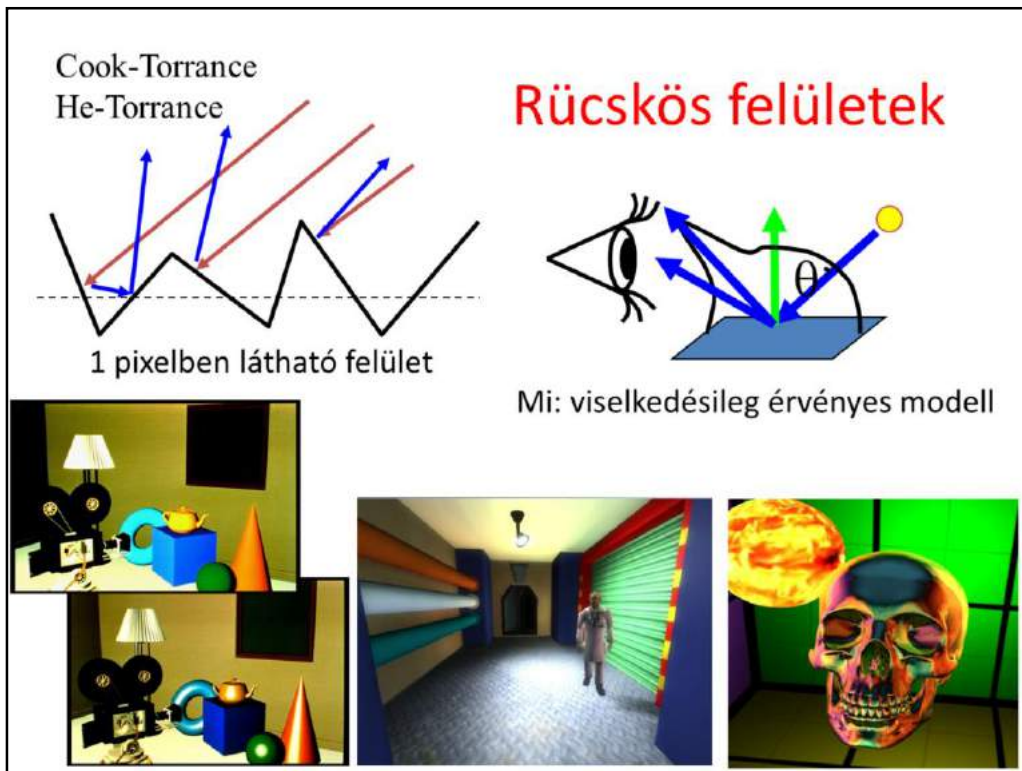 Cook-Torrance
He-Torrance
Rücskös felületek
θ
1 pixelben látható felület
Mi: viselkedésileg érvényes modell